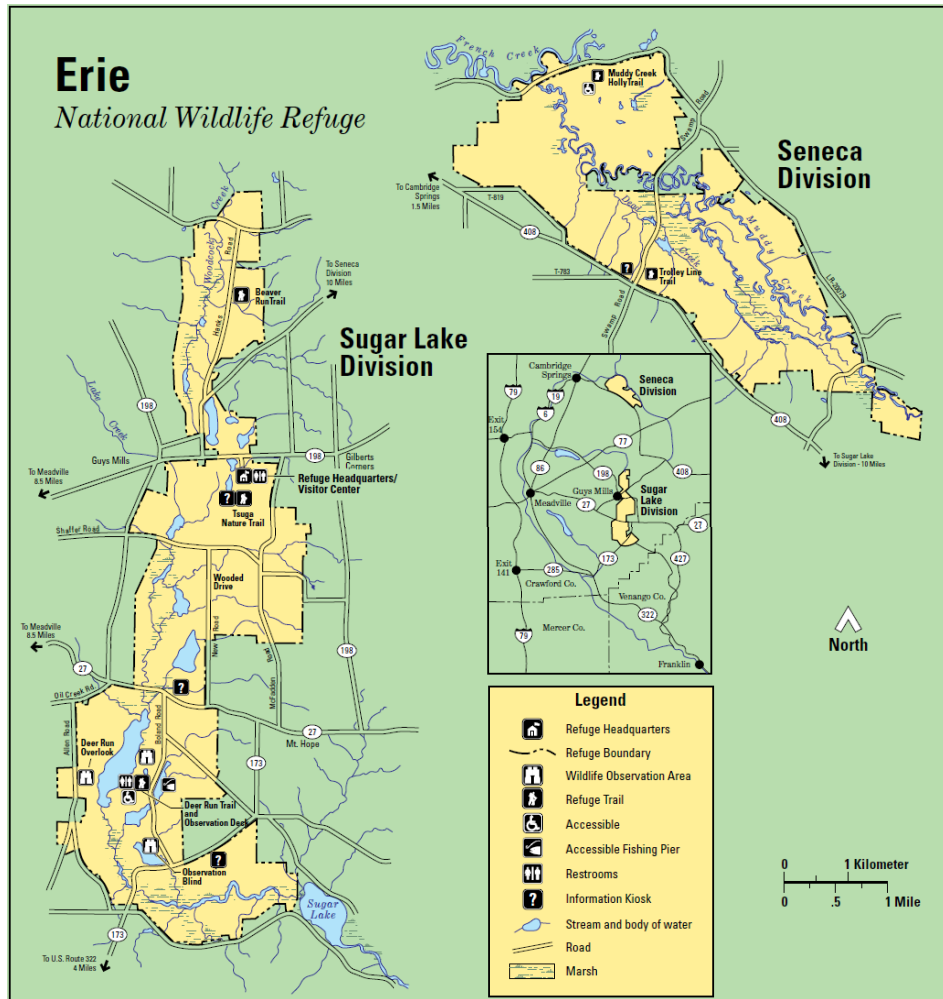 Erie
National Wildlife Refuge
French Creek
Muddy Creek
Holly Trail
Swamp Road
Seneca
Division
To Cambridge
Springs
1.5 Miles
T-819
408
Dead Creek
Muddy Creek
T-783
?
Trolley Line
Trail
LR-20079
Swamp Road
408
To Sugar Lake
Division - 10 Miles
Woodcock Creek
Hanks Road
Beaver
Run Trail
To Seneca
Division
10 Miles
Sugar Lake
Division
Lake Creek
198
Guys Mills
198
Gilberts
Corners
To Meadville
8.5 Miles
Refuge Headquarters/
Visitor Center
?
Tsuga
Nature Trail
Shaffer Road
Wooded
Drive
New Road
McFadden Road
198
To Meadville
8.5 Miles
27
Oil Creek Rd.
?
Allen Road
Boland Road
27
Mt. Hope
173
Deer Run
Overlook
Deer Run Trail
and
Observation Deck
?
Observation
Blind
Sugar
Lake
173
To U.S. Route 322
4 Miles
Cambridge
Springs
79
19
6
Seneca
Division
Exit
154
77
86
198
408
Guys Mills
Meadville
27
Sugar
Lake
Division
27
173
427
Exit
141
285
Crawford Co.
Venango Co.
322
Mercer Co.
79
Franklin
North
Legend
Refuge Headquarters
Refuge Boundary
Wildlife Observation Area
Refuge Trail
Accessible
Accessible Fishing Pier
Restrooms
? Information Kiosk
Stream and body of water
Road
Marsh
0 1 Kilometer
0 .5 1 Mile